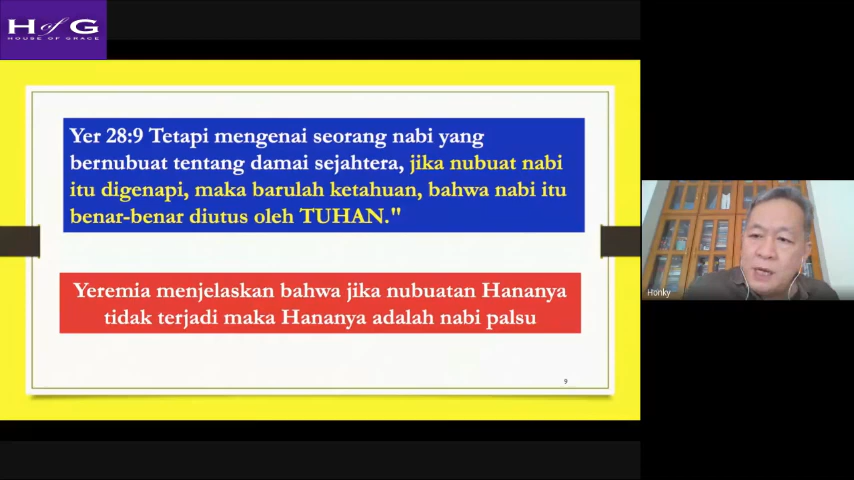 H of G
HOUSE OF GRACE
Yer 28:9 Tetapi mengenai seorang nabi yang
bernubuat tentang damai sejahtera, jika nubuat nabi
itu digenapi, maka barulah ketahuan, bahwa nabi itu
benar-benar diutus oleh TUHAN."
Yeremia menjelaskan bahwa jika nubuatan Hananya
tidak terjadi maka Hananya adalah nabi palsu
9
Honky